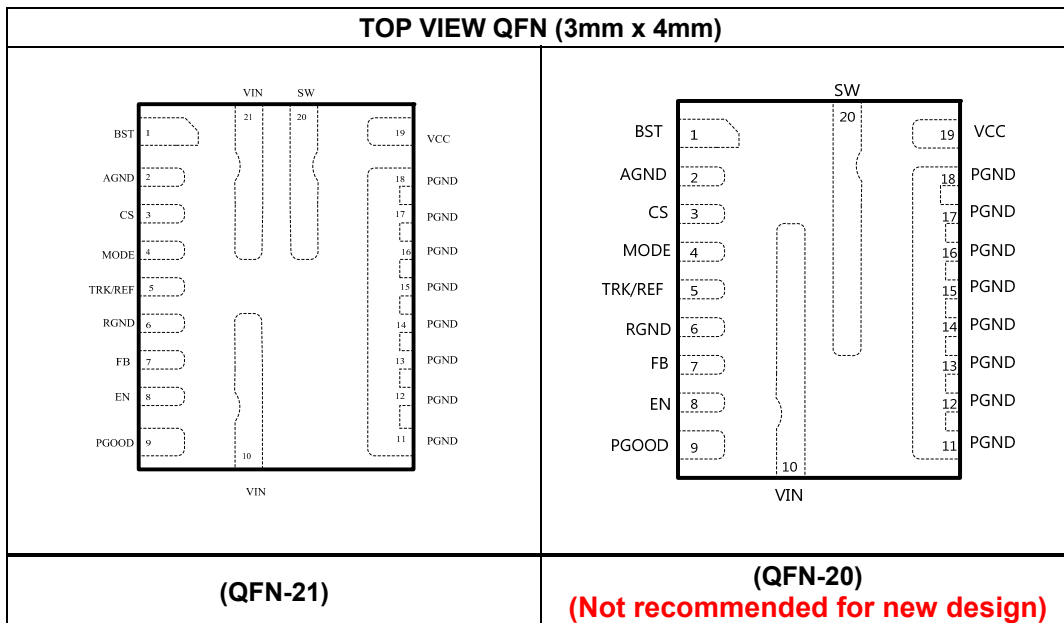 TOP VIEW QFN (3mm x 4mm)
VIN SW
21 20
BST 1
19 VCC
AGND 2
18 PGND
CS 3
17 PGND
MODE 4
16 PGND
TRK/REF 5
15 PGND
RGND 6
14 PGND
FB 7
13 PGND
EN 8
12 PGND
PGOOD 9
11 PGND
10
VIN
SW
20
BST 1
19 VCC
AGND 2
18 PGND
CS 3
17 PGND
MODE 4
16 PGND
TRK/REF 5
15 PGND
RGND 6
14 PGND
FB 7
13 PGND
EN 8
12 PGND
PGOOD 9
11 PGND
10
VIN
(QFN-21)
(QFN-20)
(Not recommended for new design)